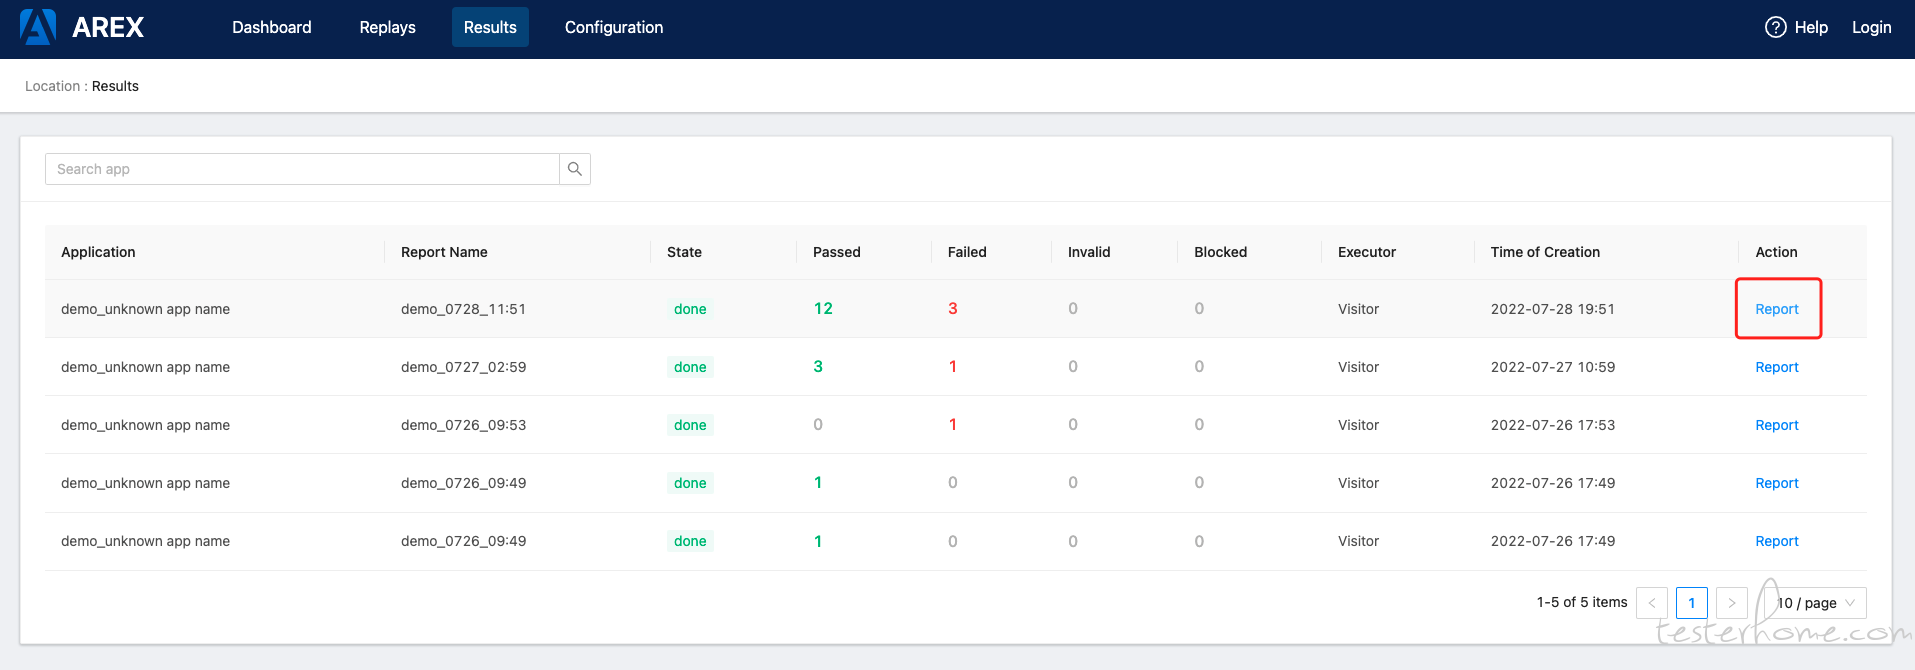 AREX Dashboard Replays Results Configuration Help Login
Location : Results
Search app
Application Report Name State Passed Failed Invalid Blocked Executor Time of Creation Action
demo_unknown app name demo_0728_11:51 done 12 3 0 0 Visitor 2022-07-28 19:51 Report
demo_unknown app name demo_0727_02:59 done 3 1 0 0 Visitor 2022-07-27 10:59 Report
demo_unknown app name demo_0726_09:53 done 0 1 0 0 Visitor 2022-07-26 17:53 Report
demo_unknown app name demo_0726_09:49 done 1 0 0 0 Visitor 2022-07-26 17:49 Report
demo_unknown app name demo_0726_09:49 done 1 0 0 0 Visitor 2022-07-26 17:49 Report
1-5 of 5 items < 1 > 10 / page
testerhome.com